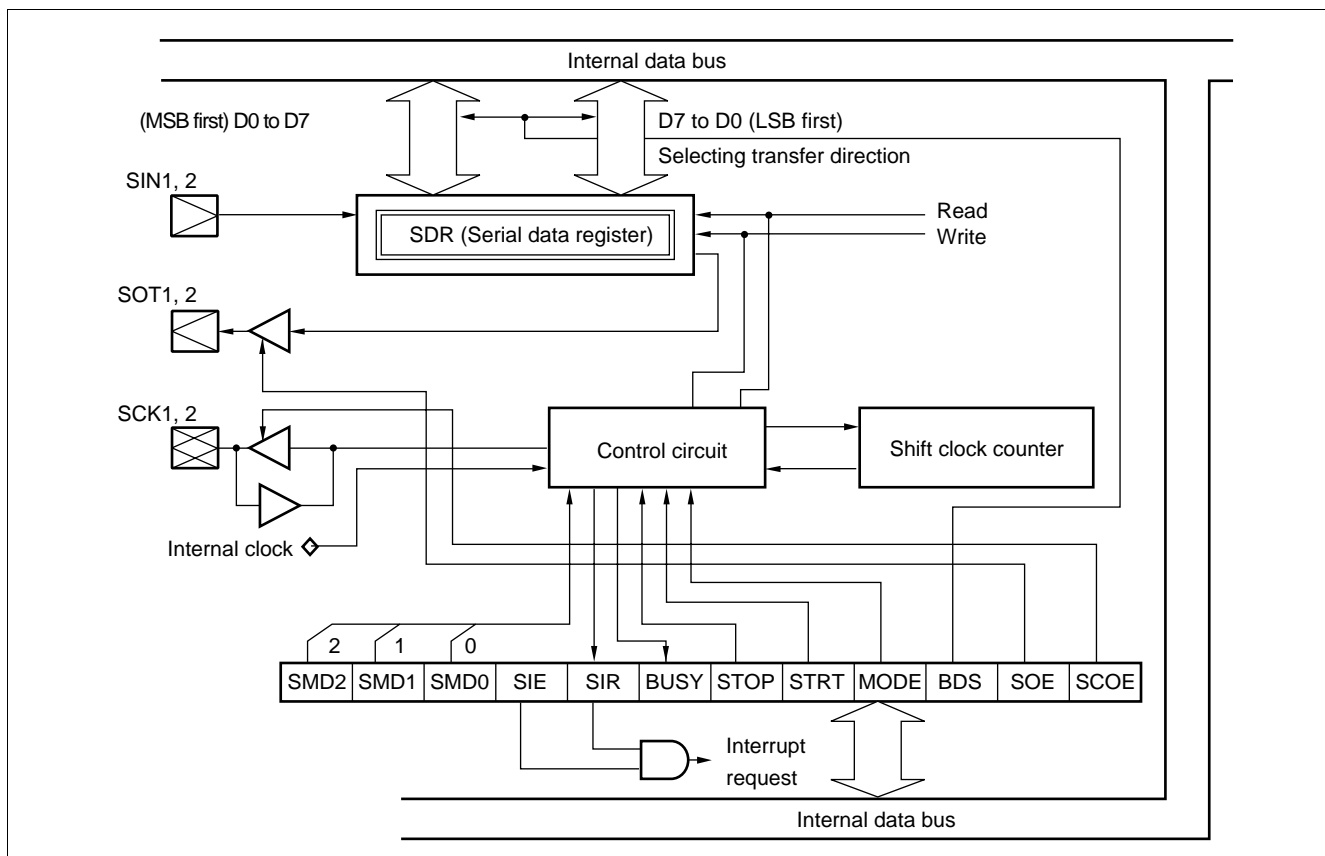 Internal data bus
(MSB first) D0 to D7
D7 to D0 (LSB first)
Selecting transfer direction
SIN1, 2
SDR (Serial data register)
Read
Write
SOT1, 2
SCK1, 2
Control circuit
Shift clock counter
Internal clock
2
1
0
SMD2 SMD1 SMD0 SIE SIR BUSY STOP STRT MODE BDS SOE SCOE
Interrupt
request
Internal data bus